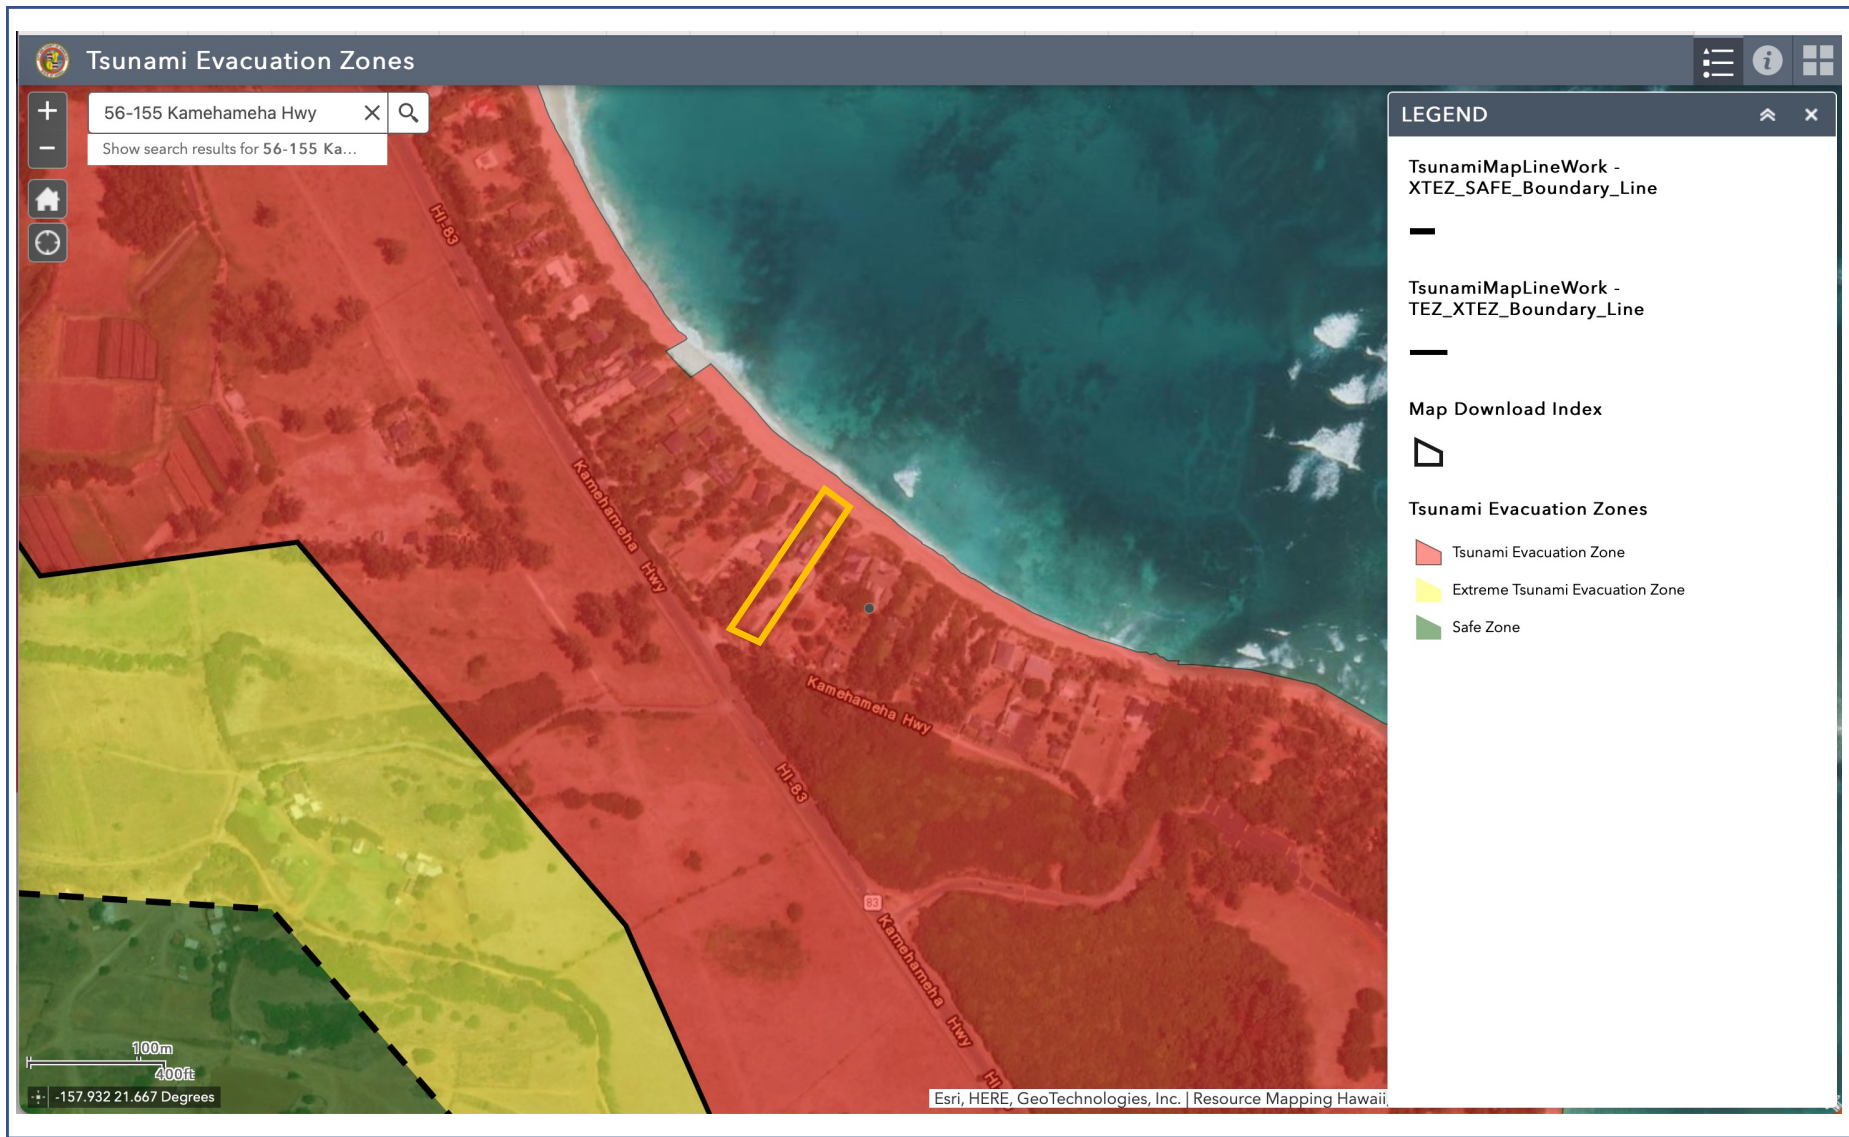 Tsunami Evacuation Zones
56-155 Kamehameha Hwy
Show search results for 56-155 Ka...
LEGEND
TsunamiMapLineWork -
XTEZ_SAFE_Boundary_Line
TsunamiMapLineWork -
TEZ_XTEZ_Boundary_Line
Map Download Index
Tsunami Evacuation Zones
Tsunami Evacuation Zone
Extreme Tsunami Evacuation Zone
Safe Zone
HI-83
Kamehameha Hwy
Kamehameha Hwy
HI-83
83
Kamehameha Hwy
HI
100m
400ft
-157.932 21.667 Degrees
Esri, HERE, GeoTechnologies, Inc. | Resource Mapping Hawaii